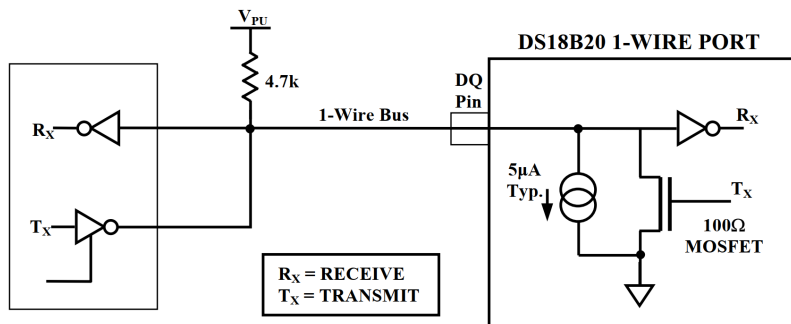 V_PU
DS18B20 1-WIRE PORT
4.7k
DQ
Pin
R_X
1-Wire Bus
R_X
5µA
Typ.
T_X
T_X
100Ω
MOSFET
R_X = RECEIVE
T_X = TRANSMIT